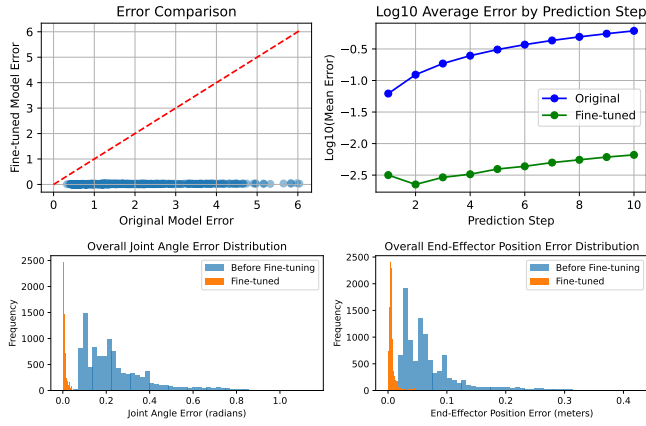 Error Comparison
Fine-tuned Model Error
6
5
4
3
2
1
0
0 1 2 3 4 5 6
Original Model Error
Log10 Average Error by Prediction Step
Log10(Mean Error)
−0.5
−1.0
−1.5
−2.0
−2.5
Original
Fine-tuned
2 4 6 8 10
Prediction Step
Overall Joint Angle Error Distribution
Frequency
2500
2000
1500
1000
500
0
Before Fine-tuning
Fine-tuned
0.0 0.2 0.4 0.6 0.8 1.0
Joint Angle Error (radians)
Overall End-Effector Position Error Distribution
Frequency
2500
2000
1500
1000
500
0
Before Fine-tuning
Fine-tuned
0.0 0.1 0.2 0.3 0.4
End-Effector Position Error (meters)